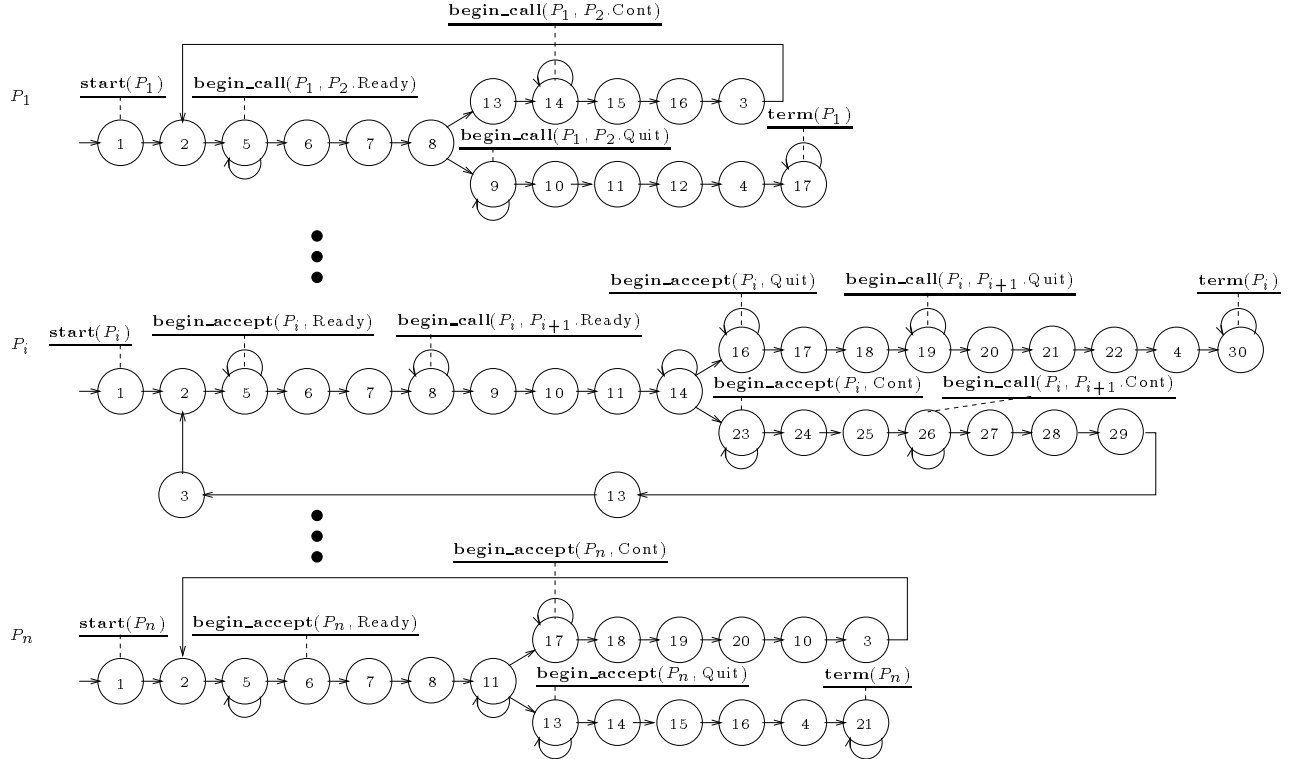 begin_call(P1, P2.Cont)
start(P1)
begin_call(P1, P2.Ready)
P1
13 14 15 16 3
term(P1)
begin_call(P1, P2.Quit)
1 2 5 6 7 8
9 10 11 12 4 17
begin_accept(Pi, Quit)
begin_call(Pi, Pi+1.Quit)
term(Pi)
begin_accept(Pi, Ready)
begin_call(Pi, Pi+1.Ready)
start(Pi)
Pi
16 17 18 19 20 21 22 4 30
1 2 5 6 7 8 9 10 11 14
begin_accept(Pi, Cont)
begin_call(Pi, Pi+1.Cont)
23 24 25 26 27 28 29
3 13
begin_accept(Pn, Cont)
start(Pn)
begin_accept(Pn, Ready)
Pn
17 18 19 20 10 3
begin_accept(Pn, Quit)
term(Pn)
1 2 5 6 7 8 11
13 14 15 16 4 21